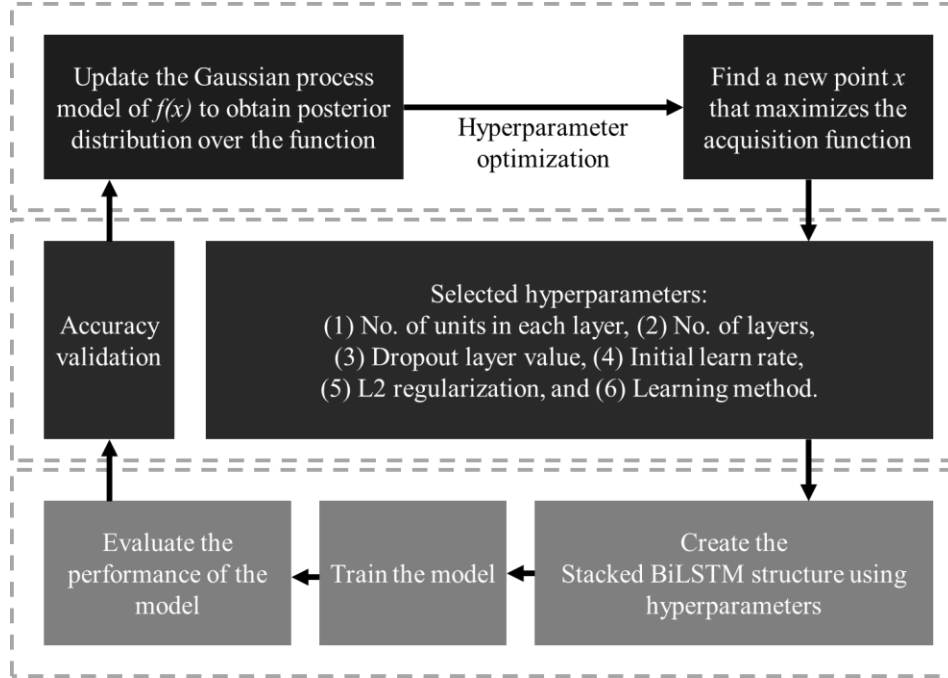 Update the Gaussian process
model of f(x) to obtain posterior
distribution over the function
Hyperparameter
optimization
Find a new point x
that maximizes the
acquisition function
Accuracy
validation
Selected hyperparameters:
(1) No. of units in each layer, (2) No. of layers,
(3) Dropout layer value, (4) Initial learn rate,
(5) L2 regularization, and (6) Learning method.
Evaluate the
performance of the
model
Train the model
Create the
Stacked BiLSTM structure using
hyperparameters